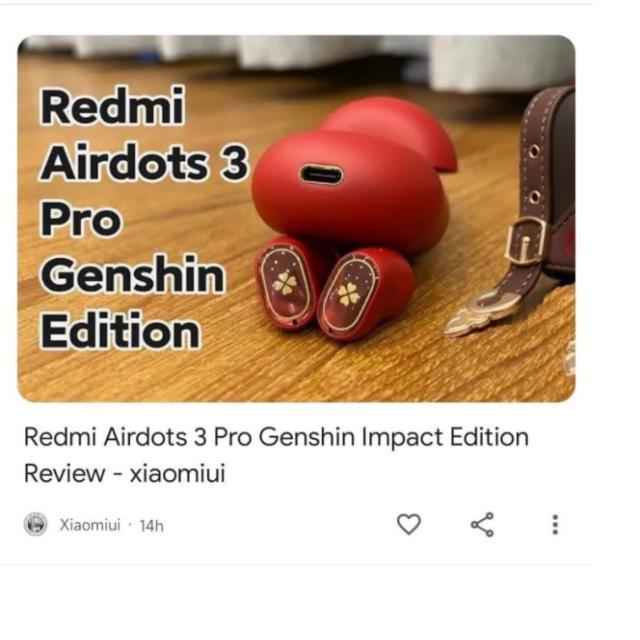 Redmi
Airdots 3
Pro
Genshin
Edition
Redmi Airdots 3 Pro Genshin Impact Edition
Review - xiaomiui
Xiaomiui · 14h